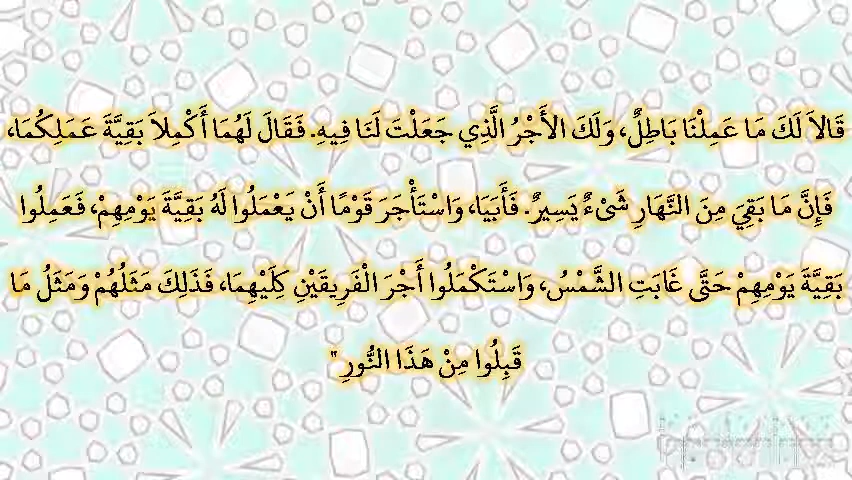 قَالاَ لَكَ مَا عَمِلْنَا بَاطِلٌ، وَلَكَ الأَجْرُ الَّذِي جَعَلْتَ لَنَا فِيهِ‏.‏ فَقَالَ لَهُمَا أَكْمِلاَ بَقِيَّةَ عَمَلِكُمَا،
فَإِنَّ مَا بَقِيَ مِنَ النَّهَارِ شَىْءٌ يَسِيرٌ‏.‏ فَأَبَيَا، وَاسْتَأْجَرَ قَوْمًا أَنْ يَعْمَلُوا لَهُ بَقِيَّةَ يَوْمِهِمْ، فَعَمِلُوا
بَقِيَّةَ يَوْمِهِمْ حَتَّى غَابَتِ الشَّمْسُ، وَاسْتَكْمَلُوا أَجْرَ الْفَرِيقَيْنِ كِلَيْهِمَا، فَذَلِكَ مَثَلُهُمْ وَمَثَلُ مَا
قَبِلُوا مِنْ هَذَا النُّورِ "